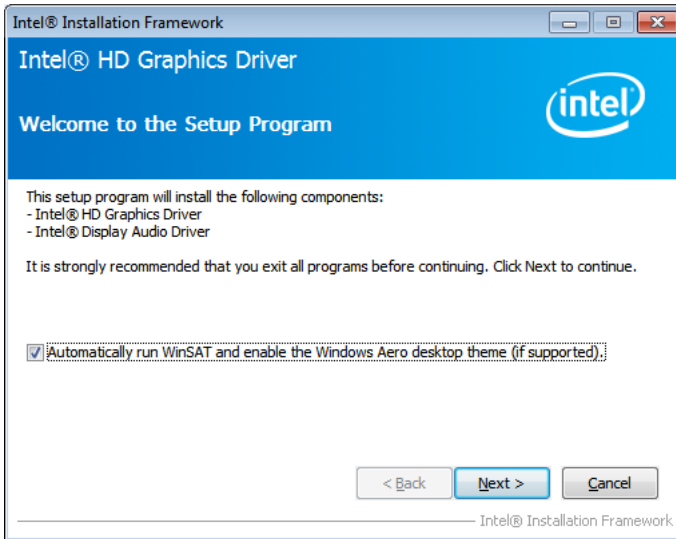 Intel® Installation Framework
Intel® HD Graphics Driver
Welcome to the Setup Program
intel
This setup program will install the following components:
- Intel® HD Graphics Driver
- Intel® Display Audio Driver
It is strongly recommended that you exit all programs before continuing. Click Next to continue.
Automatically run WinSAT and enable the Windows Aero desktop theme (if supported).
< Back
Next >
Cancel
Intel® Installation Framework